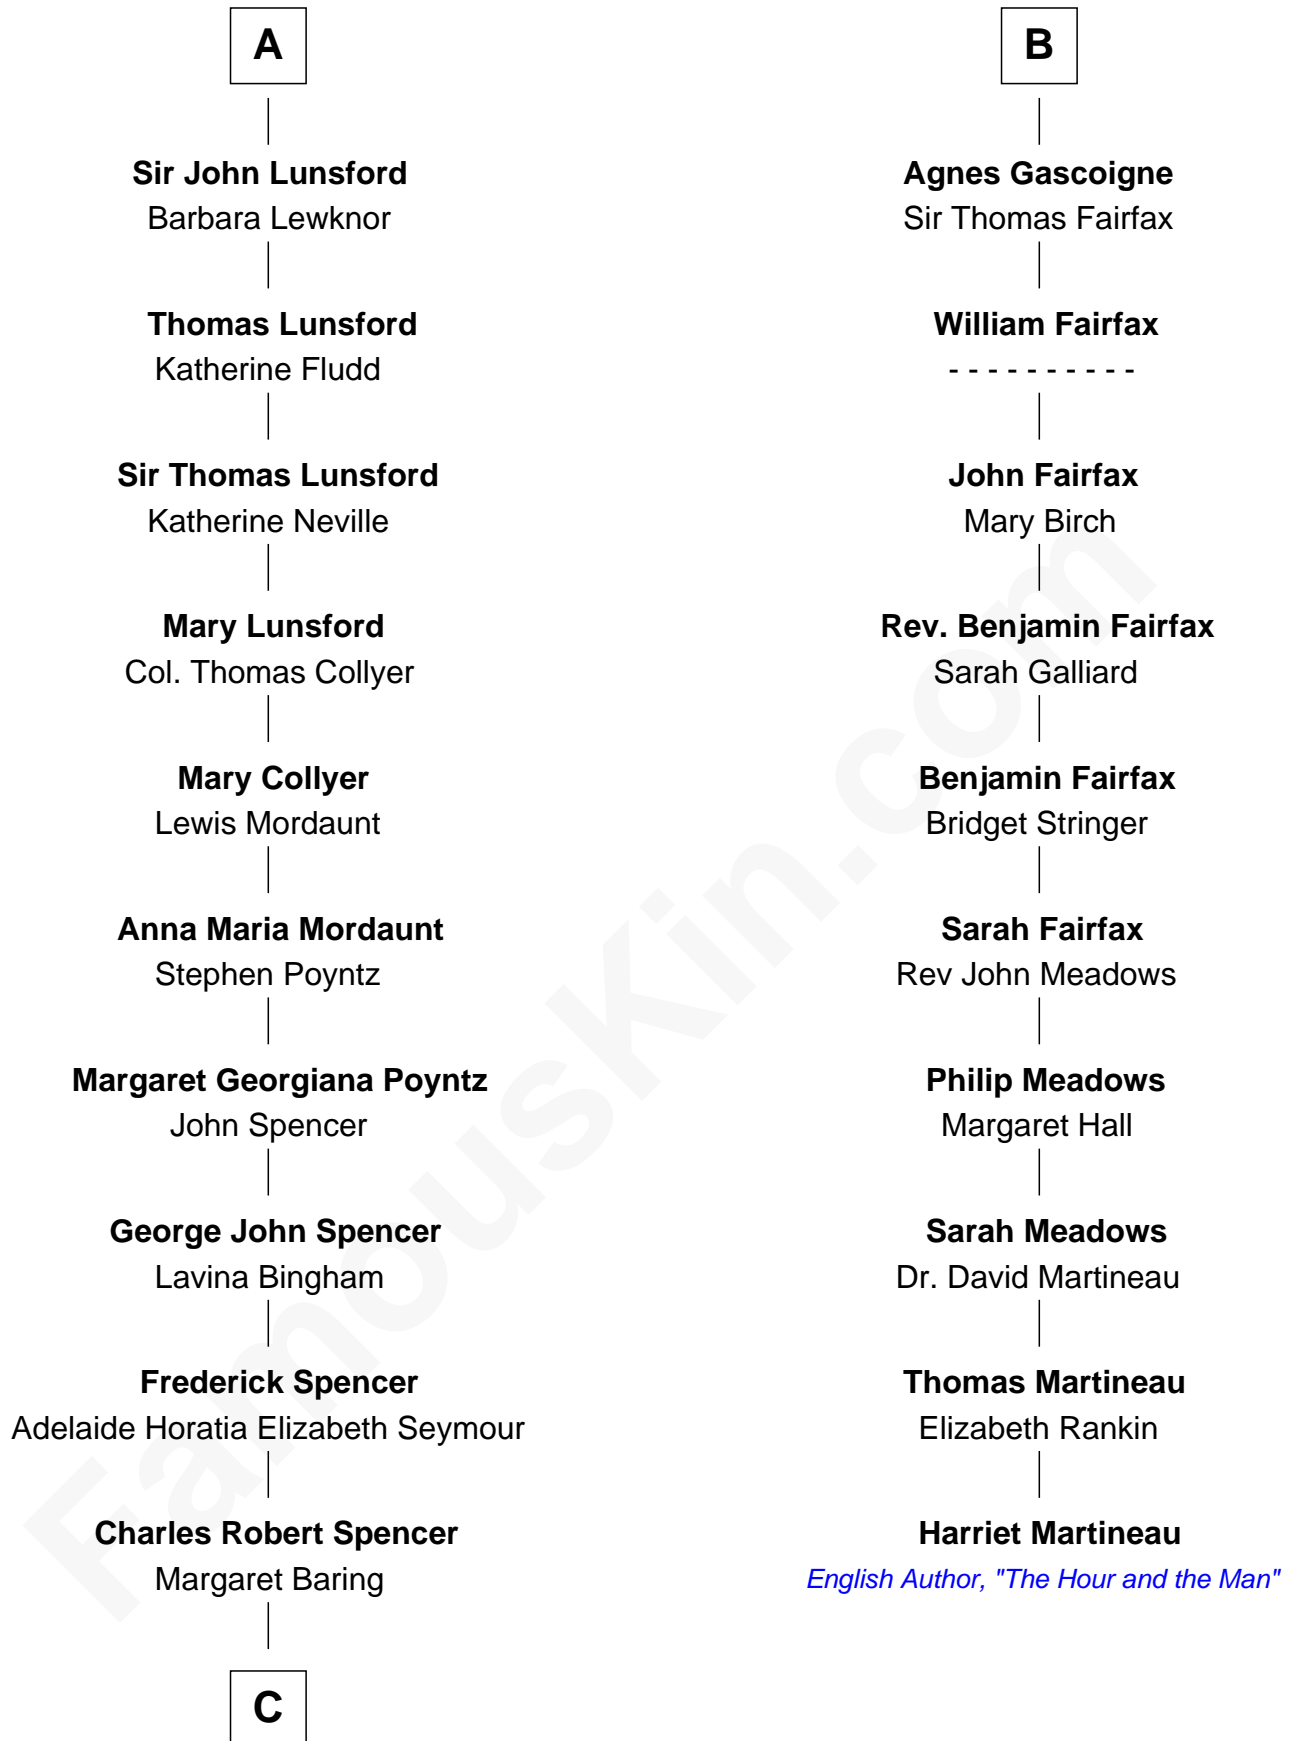 A
Sir John Lunsford
Barbara Lewknor
Thomas Lunsford
Katherine Fludd
Sir Thomas Lunsford
Katherine Neville
Mary Lunsford
Col. Thomas Collyer
Mary Collyer
Lewis Mordaunt
Anna Maria Mordaunt
Stephen Poyntz
Margaret Georgiana Poyntz
John Spencer
George John Spencer
Lavina Bingham
Frederick Spencer
Adelaide Horatia Elizabeth Seymour
Charles Robert Spencer
Margaret Baring
C
B
Agnes Gascoigne
Sir Thomas Fairfax
William Fairfax
- - - - - - - - - -
John Fairfax
Mary Birch
Rev. Benjamin Fairfax
Sarah Galliard
Benjamin Fairfax
Bridget Stringer
Sarah Fairfax
Rev John Meadows
Philip Meadows
Margaret Hall
Sarah Meadows
Dr. David Martineau
Thomas Martineau
Elizabeth Rankin
Harriet Martineau
English Author, "The Hour and the Man"
FamousKin.com